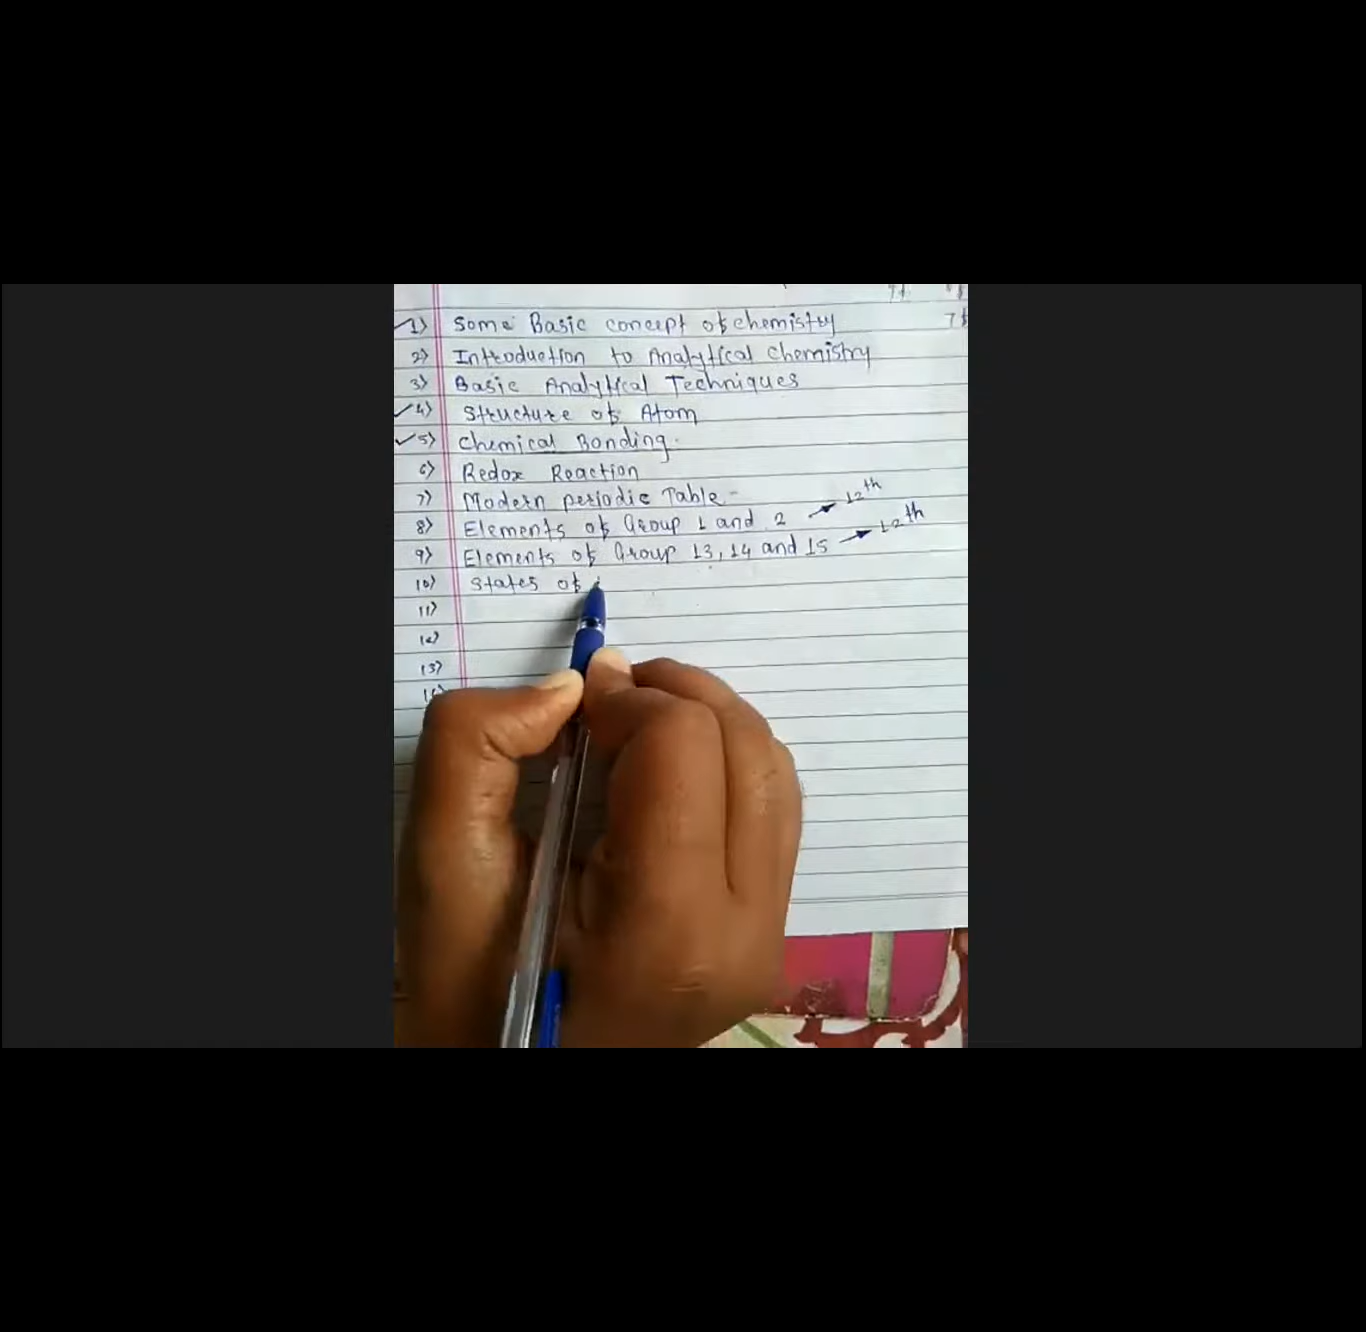 1) Some Basic concept of chemistry
2) Introduction to Analytical chemistry
3) Basic Analytical Techniques
4) Structure of Atom
5) Chemical Bonding.
6) Redox Reaction
7) Modern periodic Table -
8) Elements of Group 1 and 2 → 12th
9) Elements of Group 13, 14 and 15 → 12th
10) States of
11)
12)
13)